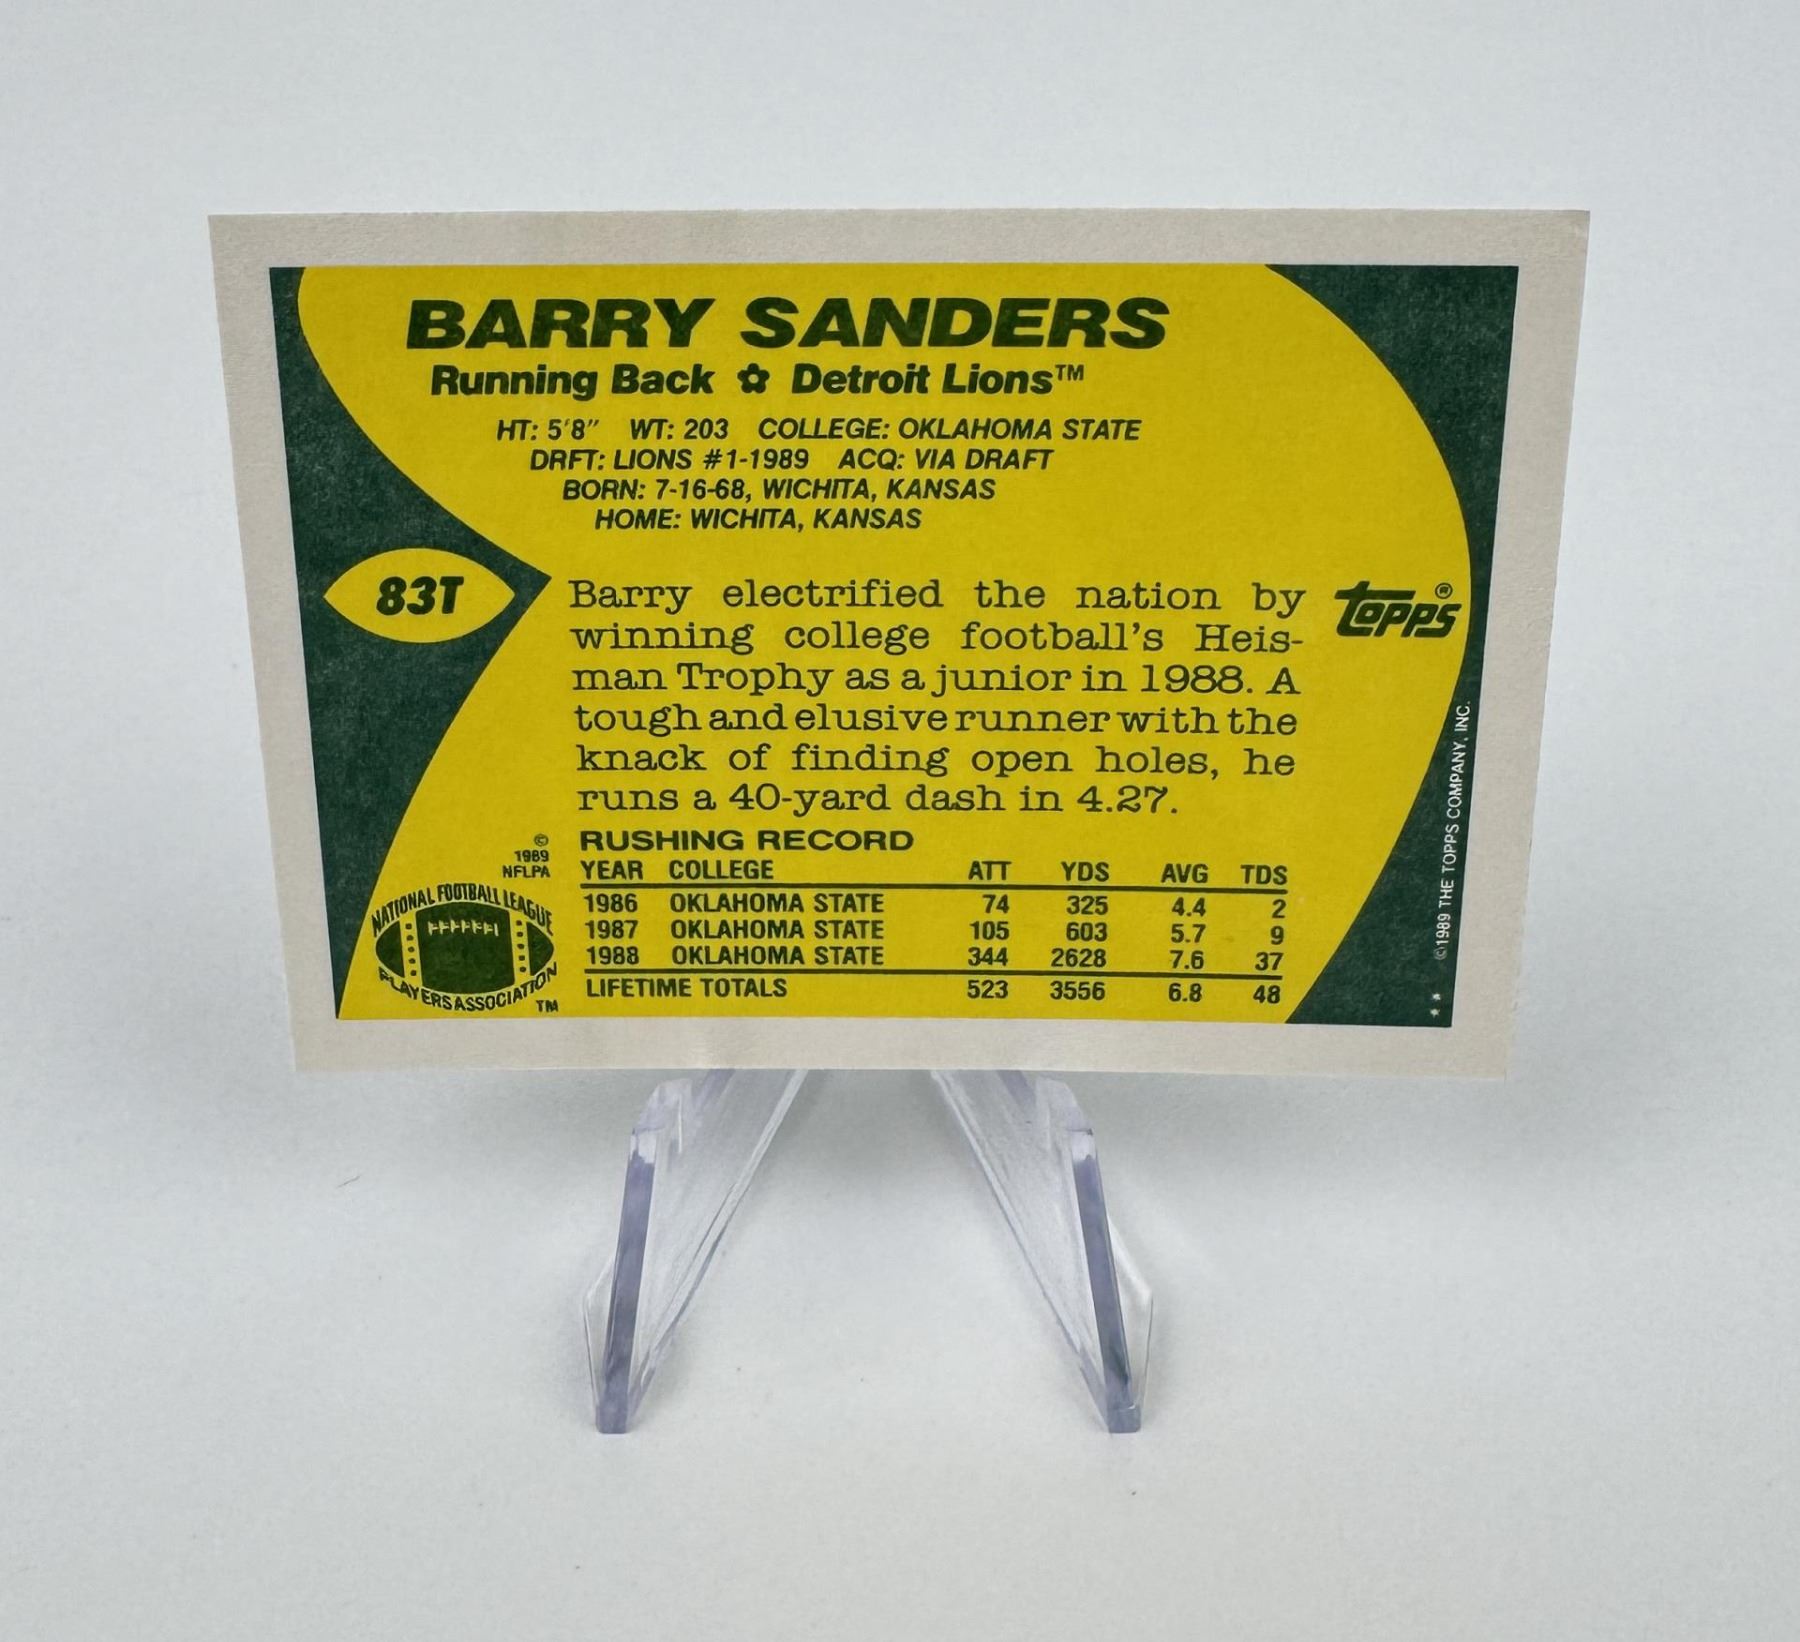 BARRY SANDERS
Running Back ✿ Detroit Lions™
HT: 5'8" WT: 203 COLLEGE: OKLAHOMA STATE
DRFT: LIONS #1-1989 ACQ: VIA DRAFT
BORN: 7-16-68, WICHITA, KANSAS
HOME: WICHITA, KANSAS
83T
Barry electrified the nation by
winning college football's Heis-
man Trophy as a junior in 1988. A
tough and elusive runner with the
knack of finding open holes, he
runs a 40-yard dash in 4.27.
topps®
©1989 THE TOPPS COMPANY, INC.
**
©
1989
NFLPA
NATIONAL FOOTBALL LEAGUE
PLAYERS ASSOCIATION
TM
RUSHING RECORD
YEAR COLLEGE ATT YDS AVG TDS
1986 OKLAHOMA STATE 74 325 4.4 2
1987 OKLAHOMA STATE 105 603 5.7 9
1988 OKLAHOMA STATE 344 2628 7.6 37
LIFETIME TOTALS 523 3556 6.8 48